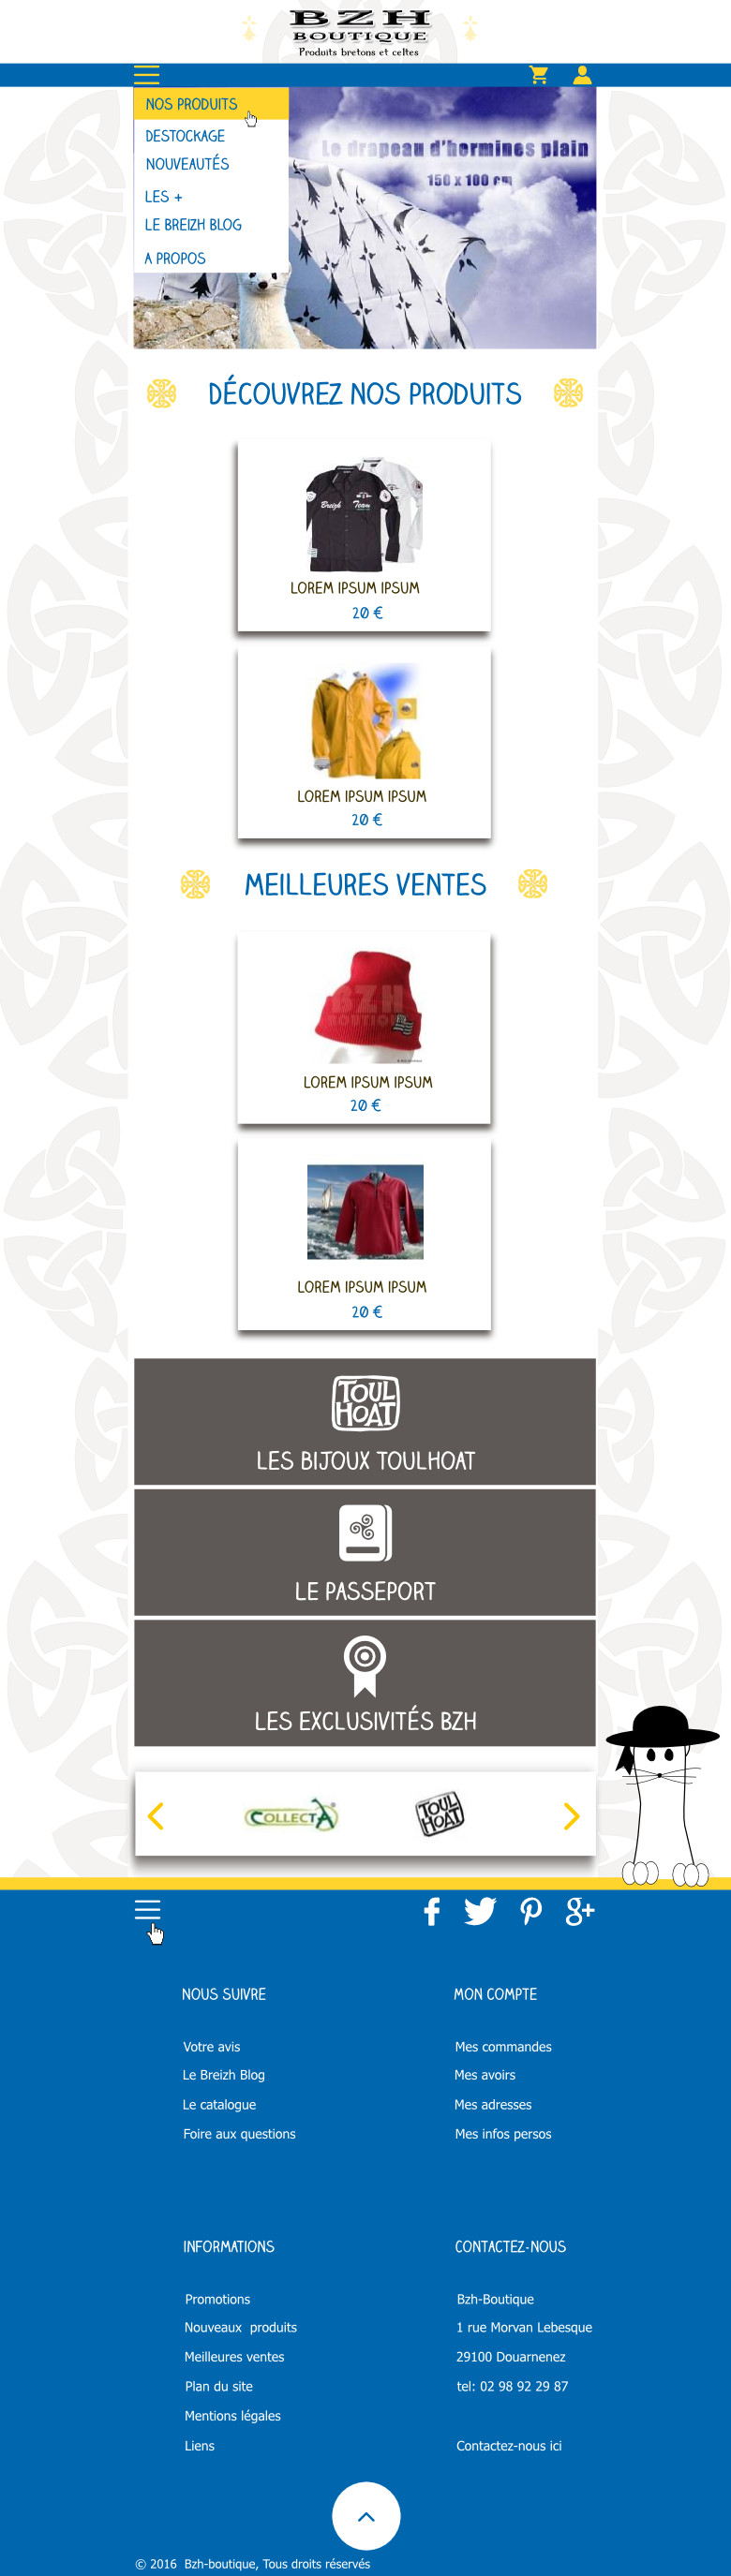 BZH
BOUTIQUE
Produits bretons et celtes
NOS PRODUITS
DESTOCKAGE
NOUVEAUTÉS
LES +
LE BREIZH BLOG
A PROPOS
Le drapeau d'hermines plain
150 x 100 cm
DÉCOUVREZ NOS PRODUITS
Breizh Team
LOREM IPSUM IPSUM
20 €
LOREM IPSUM IPSUM
20 €
MEILLEURES VENTES
BZH
BOUTIQUE
LOREM IPSUM IPSUM
20 €
LOREM IPSUM IPSUM
20 €
TOUL
HOAT
LES BIJOUX TOULHOAT
LE PASSEPORT
LES EXCLUSIVITÉS BZH
COLLECTA
TOUL
HOAT
NOUS SUIVRE
Votre avis
Le Breizh Blog
Le catalogue
Foire aux questions
MON COMPTE
Mes commandes
Mes avoirs
Mes adresses
Mes infos persos
INFORMATIONS
Promotions
Nouveaux  produits
Meilleures ventes
Plan du site
Mentions légales
Liens
CONTACTEZ-NOUS
Bzh-Boutique
1 rue Morvan Lebesque
29100 Douarnenez
tel: 02 98 92 29 87
Contactez-nous ici
© 2016  Bzh-boutique, Tous droits réservés